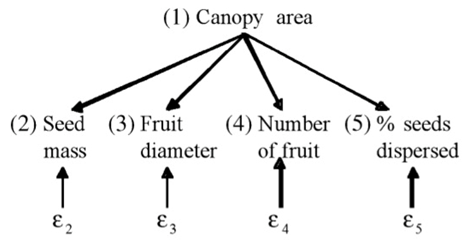 (1) Canopy area
(2) Seed mass
(3) Fruit diameter
(4) Number of fruit
(5) % seeds dispersed
ε2
ε3
ε4
ε5